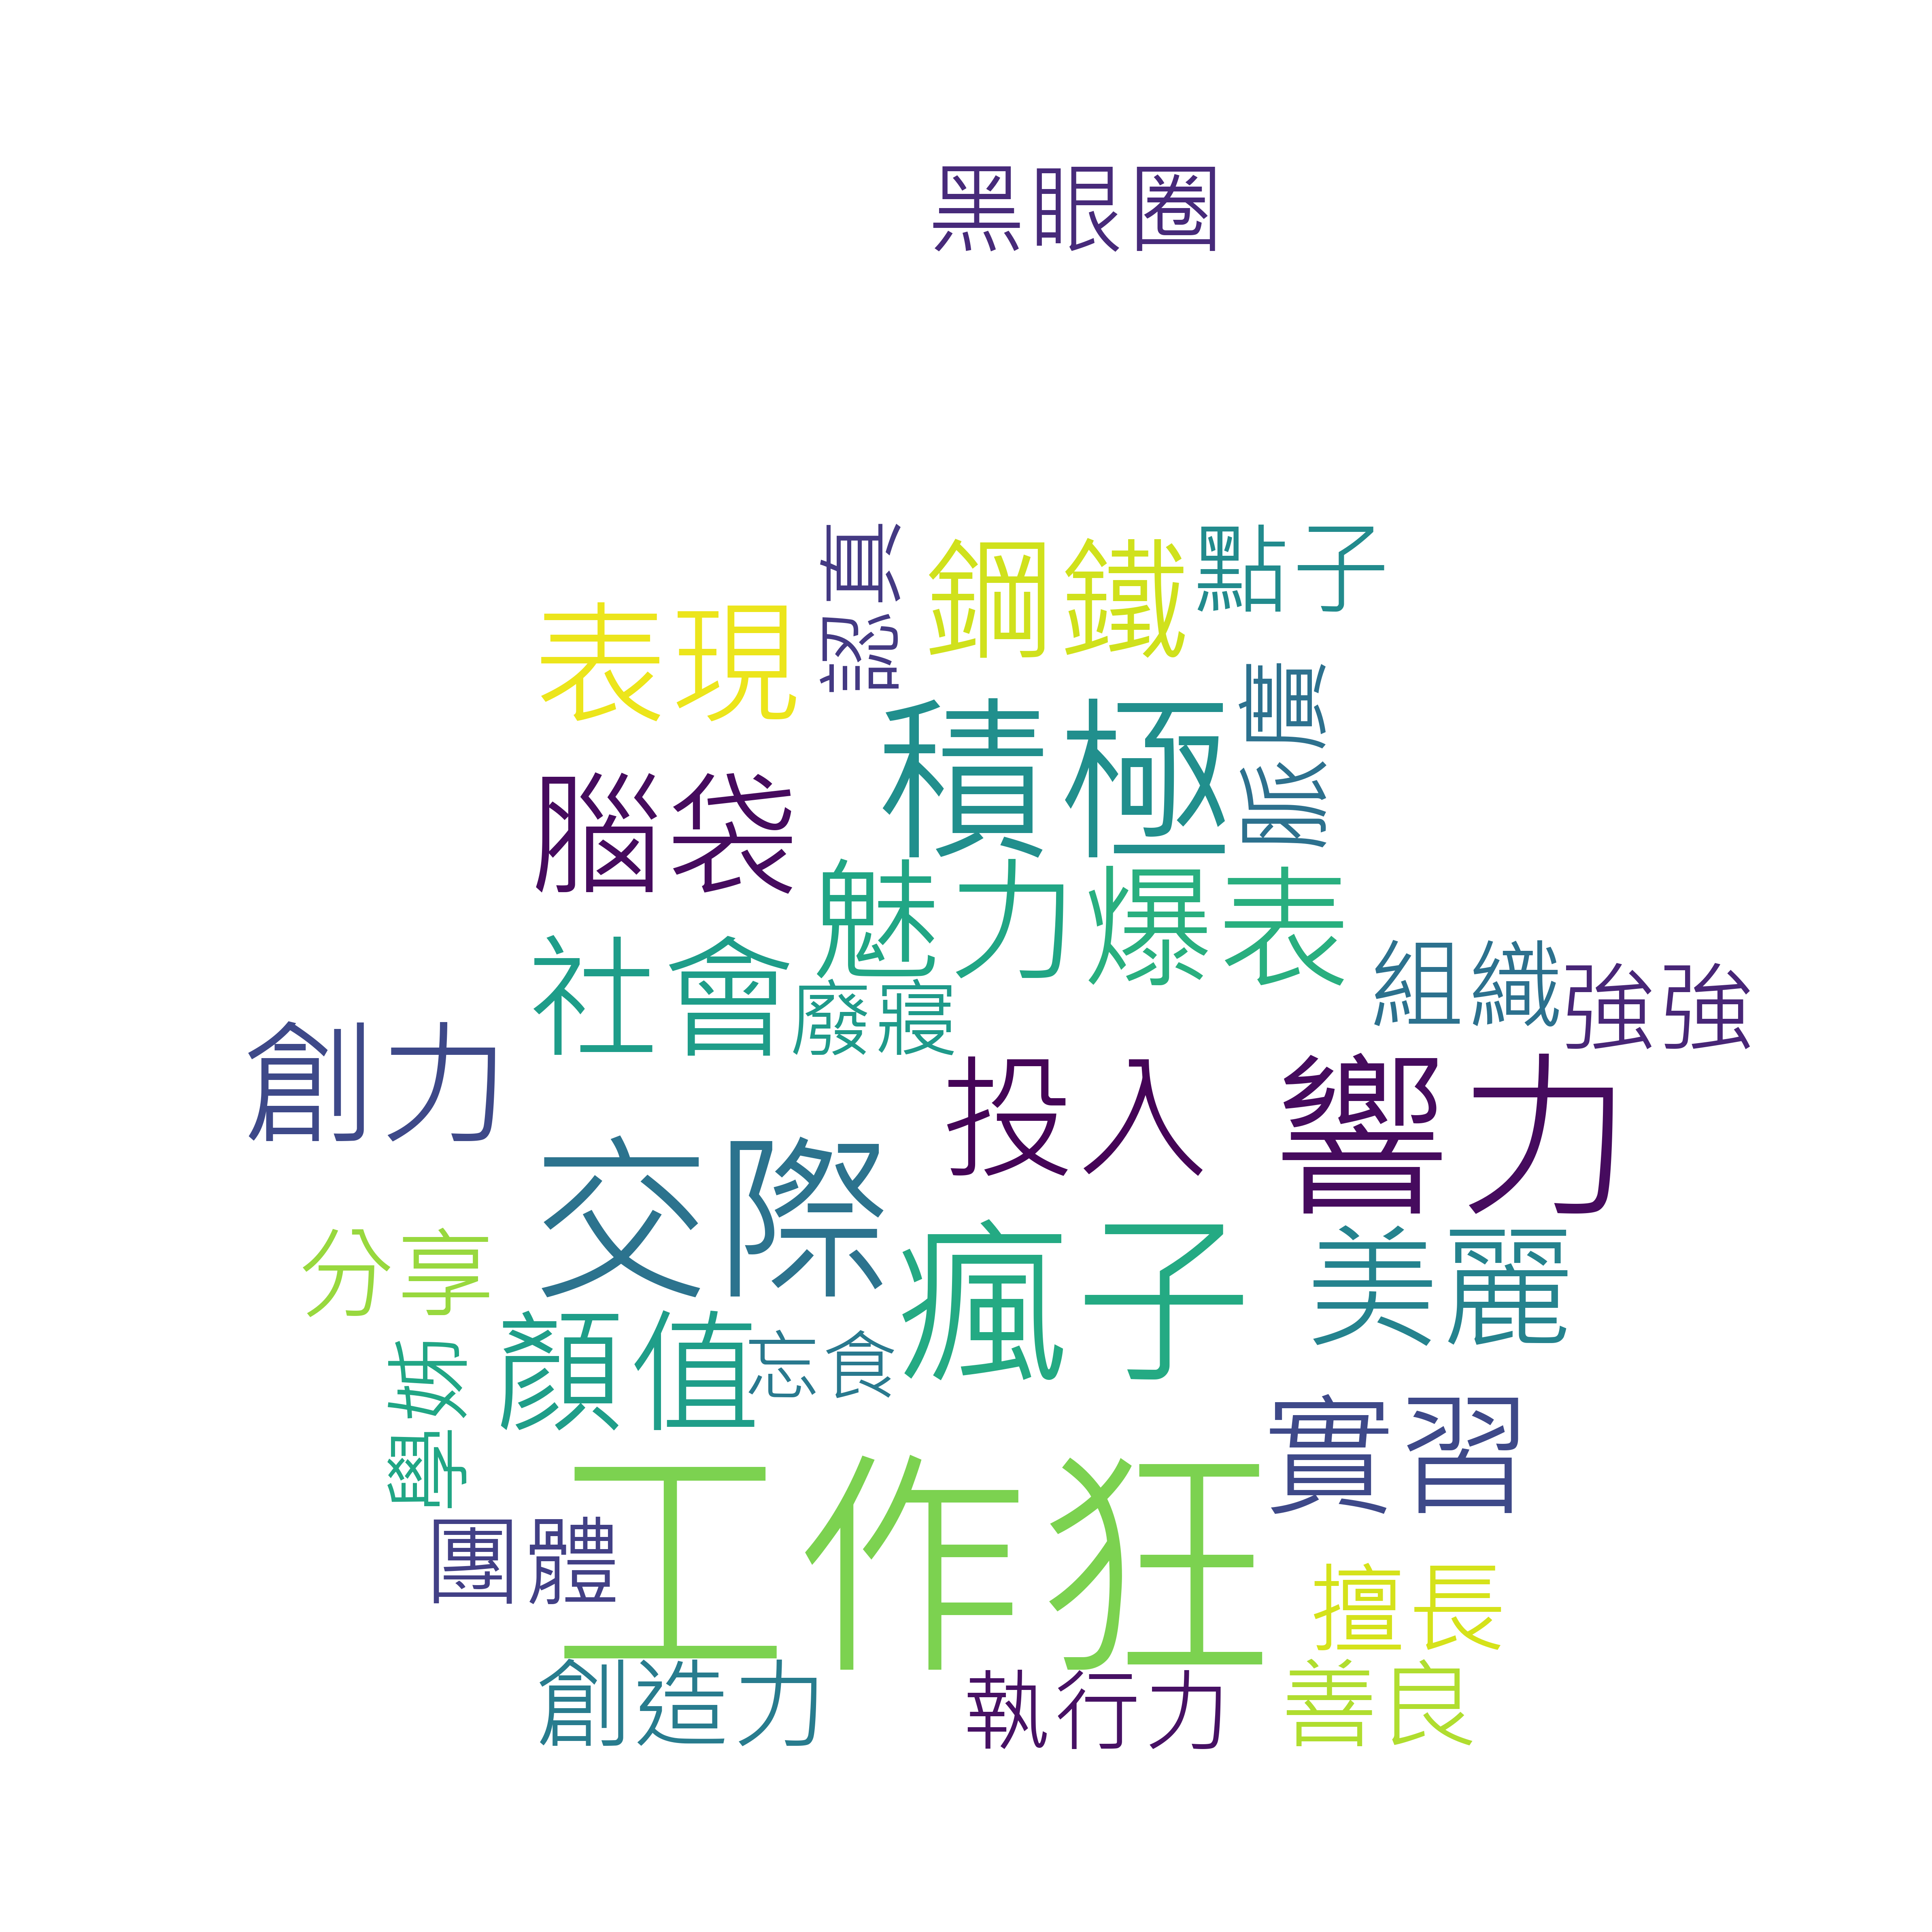 黑眼圈
認真
鋼鐵
點子
表現
積極
人脈廣
腦袋
魅力
爆表
社會
廢寢
組織
強強
創力
投入
響力
交際
瘋子
美麗
分享
顏值
忘食
學姊
工作狂
實習
團體
擅長
創造力
執行力
善良